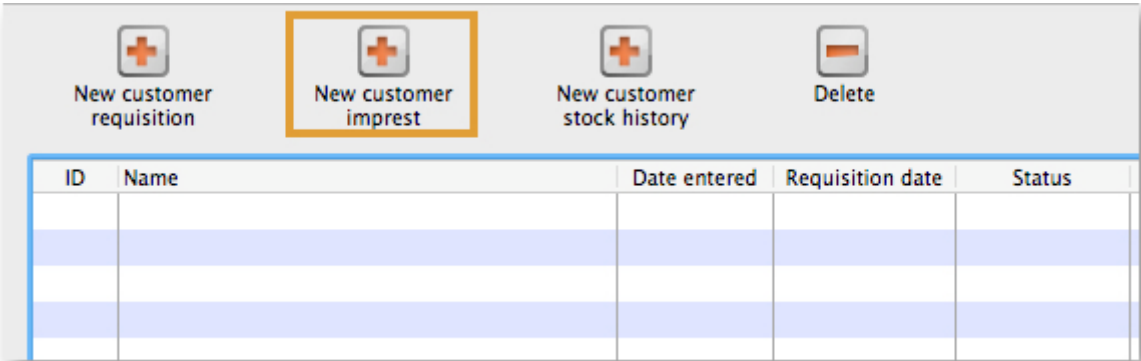 New customer
requisition
New customer
imprest
New customer
stock history
Delete
ID Name Date entered Requisition date Status